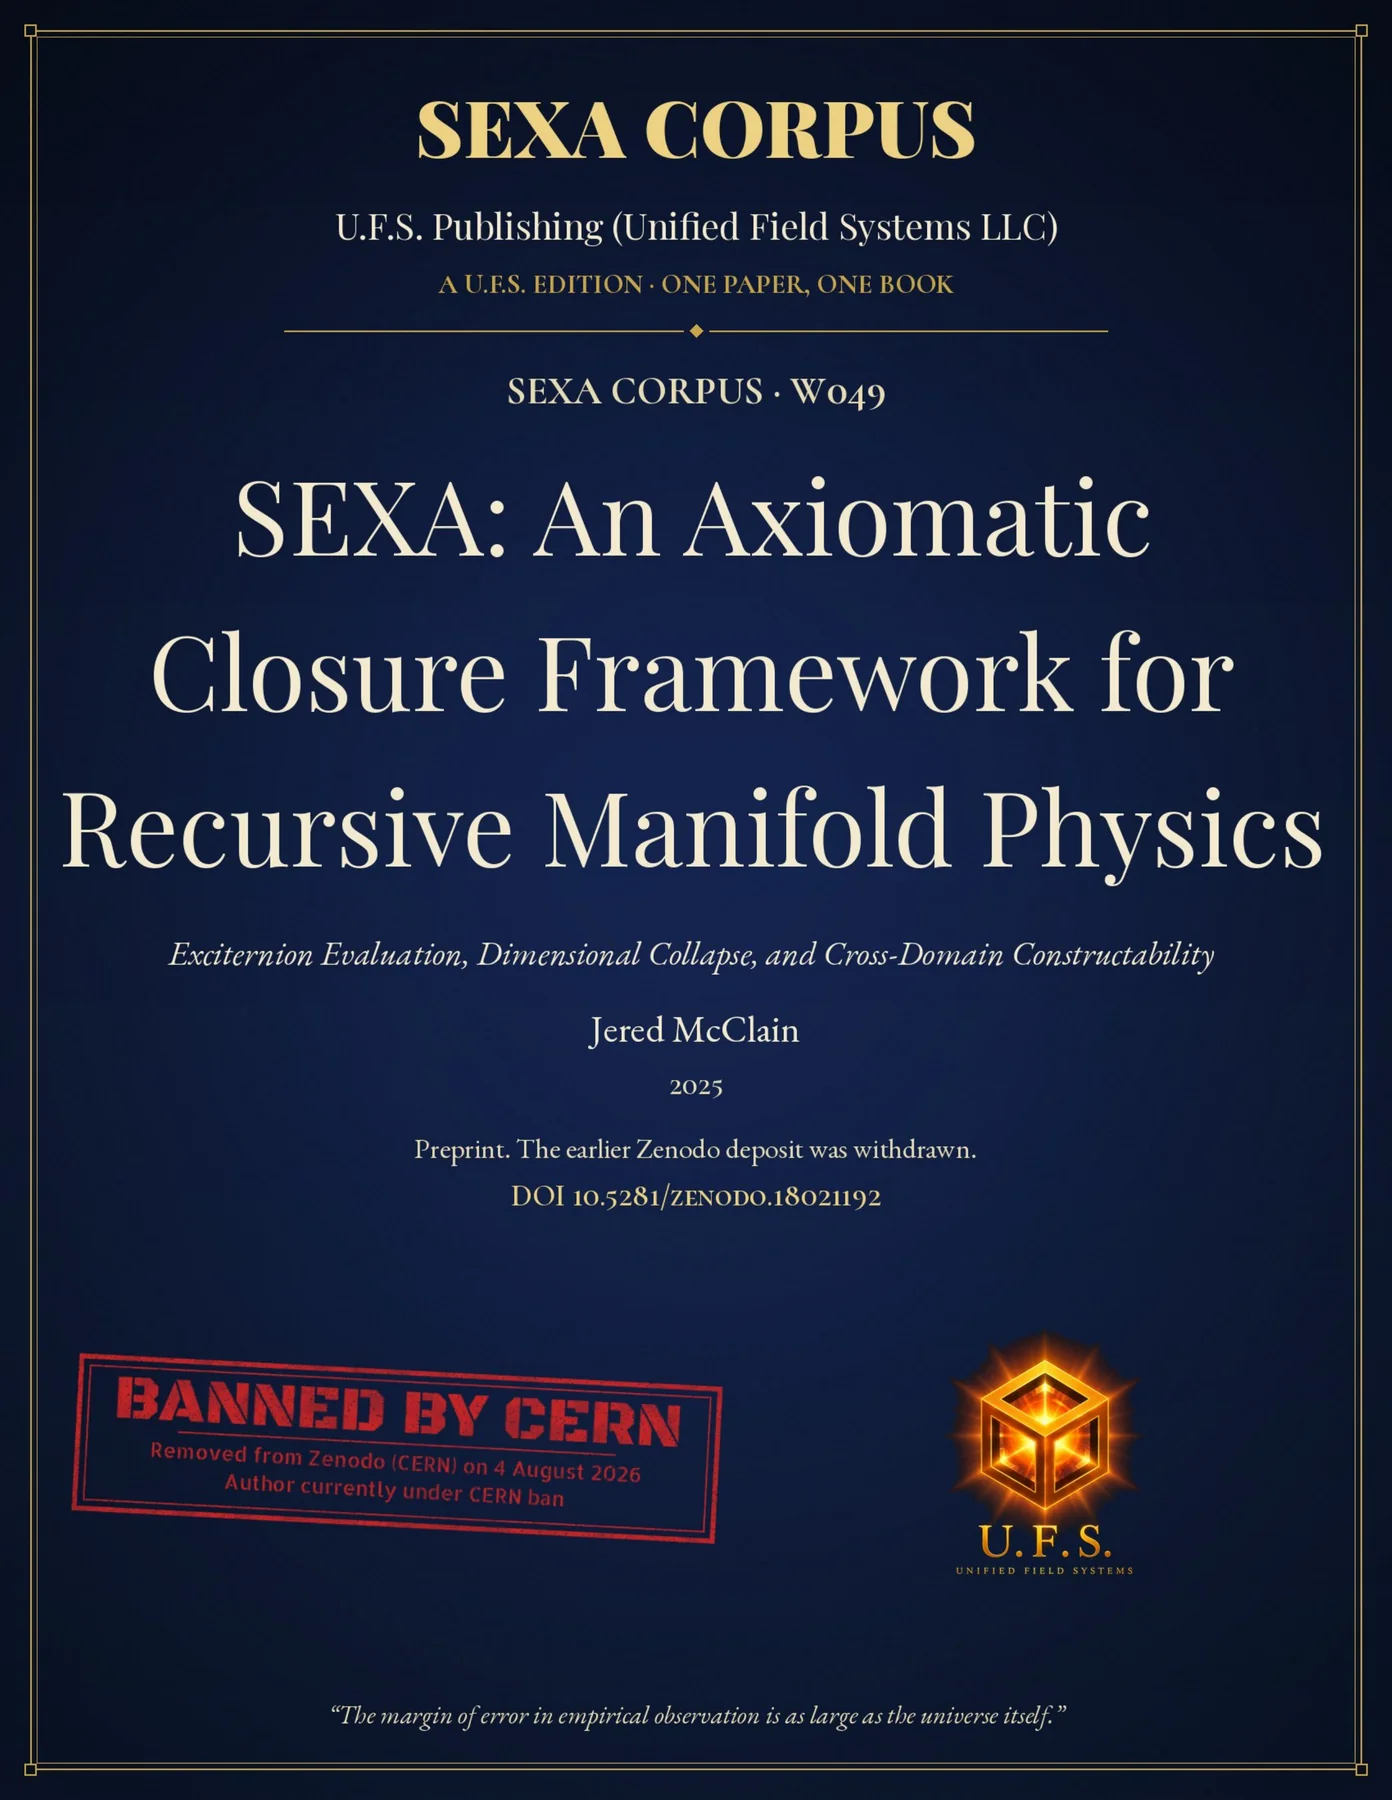 SEXA CORPUS
U.F.S. Publishing (Unified Field Systems LLC)
A U.F.S. EDITION · ONE PAPER, ONE BOOK
SEXA CORPUS · W049
SEXA: An Axiomatic
Closure Framework for
Recursive Manifold Physics
Exciternion Evaluation, Dimensional Collapse, and Cross-Domain Constructability
Jered McClain
2025
Preprint. The earlier Zenodo deposit was withdrawn.
DOI 10.5281/ZENODO.18021192
BANNED BY CERN
Removed from Zenodo (CERN) on 4 August 2026
Author currently under CERN ban
U.F.S.
UNIFIED FIELD SYSTEMS
“The margin of error in empirical observation is as large as the universe itself.”